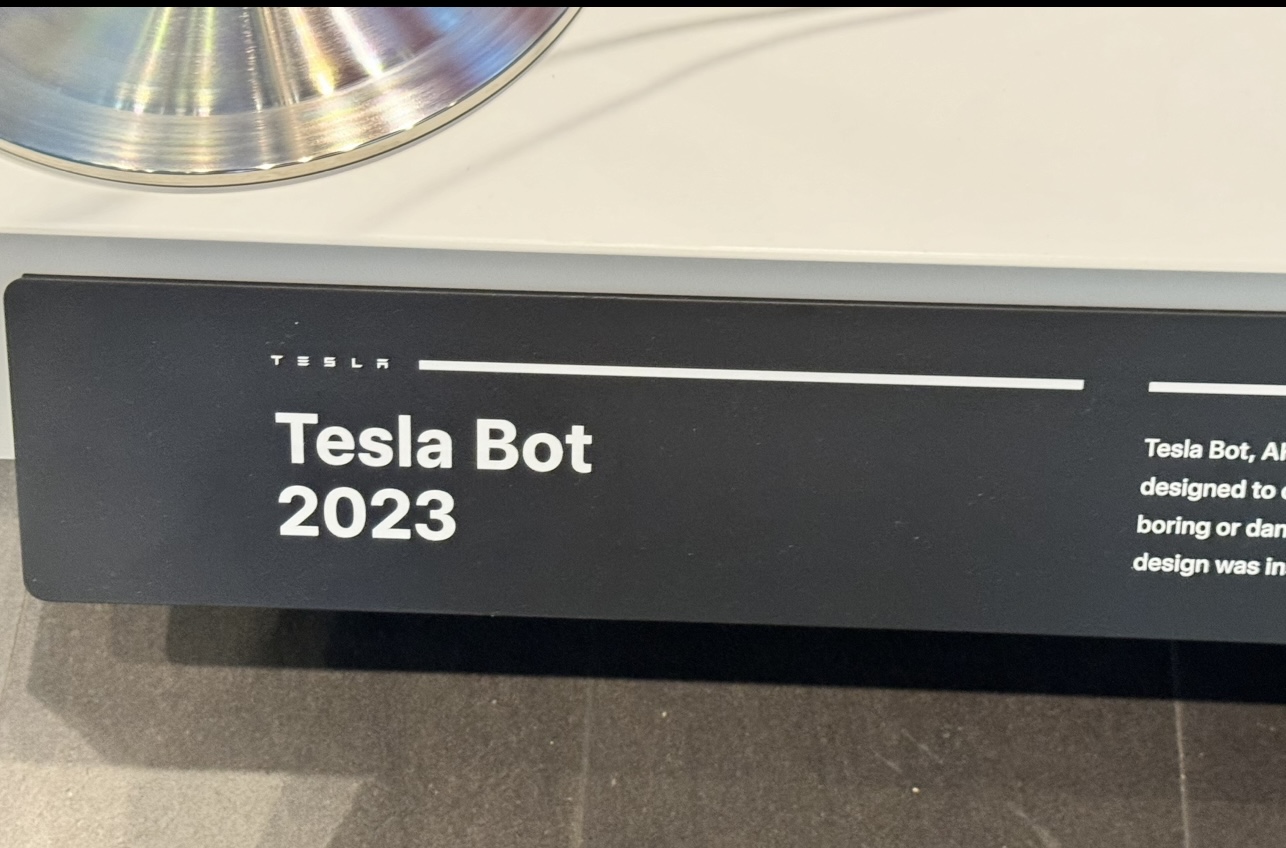 TESLA
Tesla Bot
2023
Tesla Bot,
designed to
boring or
design was